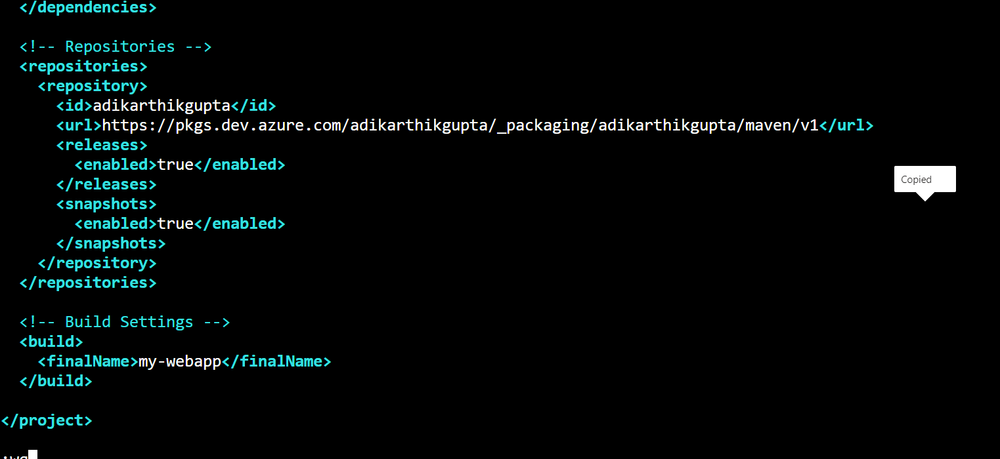 </dependencies>
<!-- Repositories -->
<repositories>
<repository>
<id>adikarthikgupta</id>
<url>https://pkgs.dev.azure.com/adikarthikgupta/_packaging/adikarthikgupta/maven/v1</url>
<releases>
<enabled>true</enabled>
</releases>
Copied
<snapshots>
<enabled>true</enabled>
</snapshots>
</repository>
</repositories>
<!-- Build Settings -->
<build>
<finalName>my-webapp</finalName>
</build>
</project>
:wq